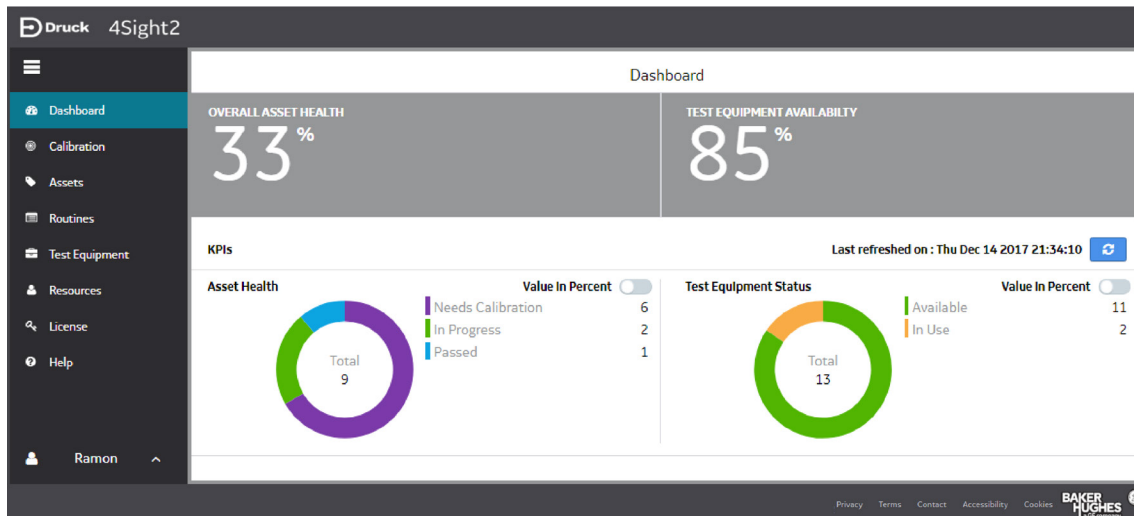 Druck 4Sight2
Dashboard
Dashboard
Calibration
Assets
Routines
Test Equipment
Resources
License
Help
Ramon
OVERALL ASSET HEALTH
33%
TEST EQUIPMENT AVAILABILTY
85%
KPIs
Last refreshed on : Thu Dec 14 2017 21:34:10
Asset Health
Value In Percent
Needs Calibration 6
In Progress 2
Passed 1
Total
9
Test Equipment Status
Value In Percent
Available 11
In Use 2
Total
13
Privacy Terms Contact Accessibility Cookies
BAKER
HUGHES